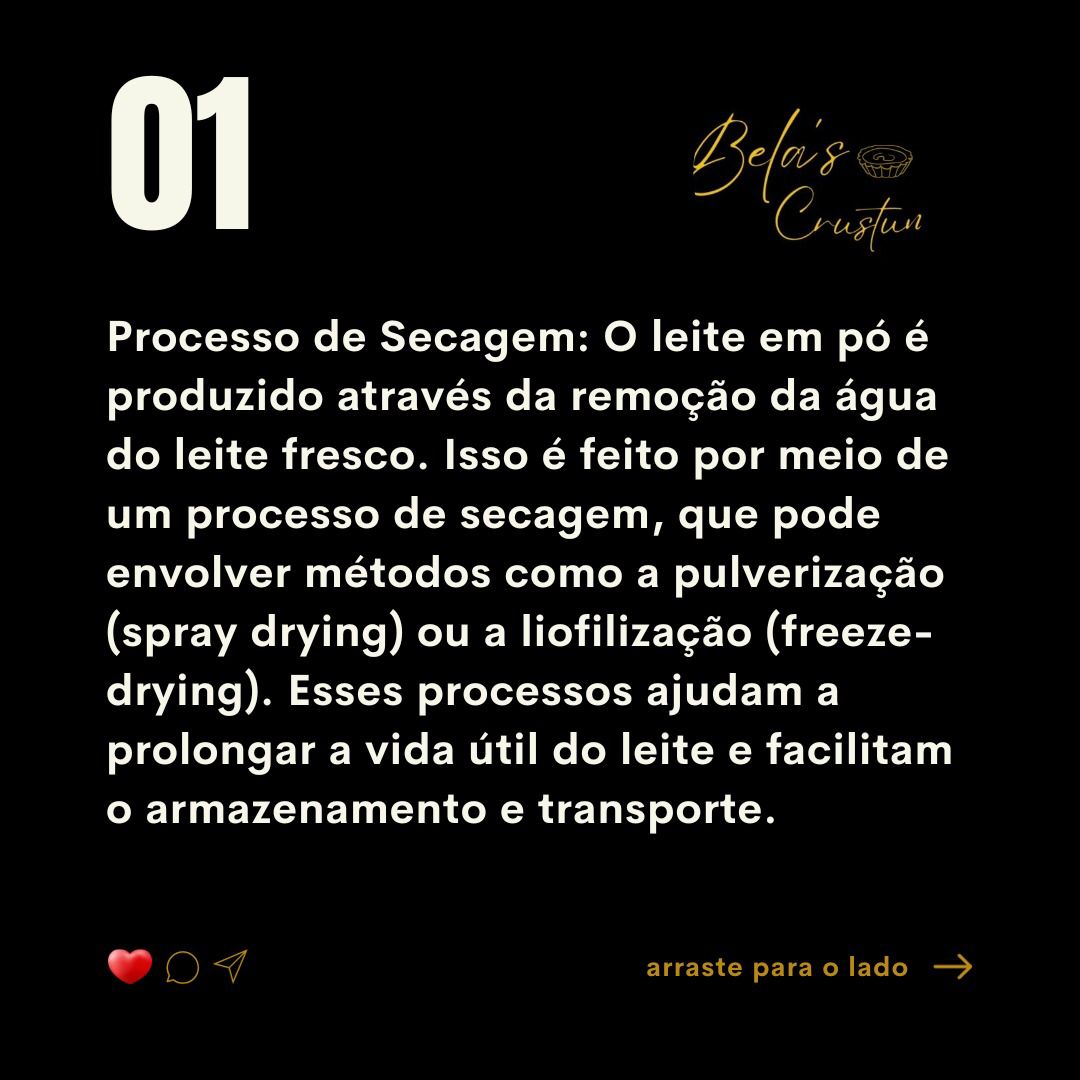 01
Bela's
Crustun
Processo de Secagem: O leite em pó é
produzido através da remoção da água
do leite fresco. Isso é feito por meio de
um processo de secagem, que pode
envolver métodos como a pulverização
(spray drying) ou a liofilização (freeze-
drying). Esses processos ajudam a
prolongar a vida útil do leite e facilitam
o armazenamento e transporte.
arraste para o lado